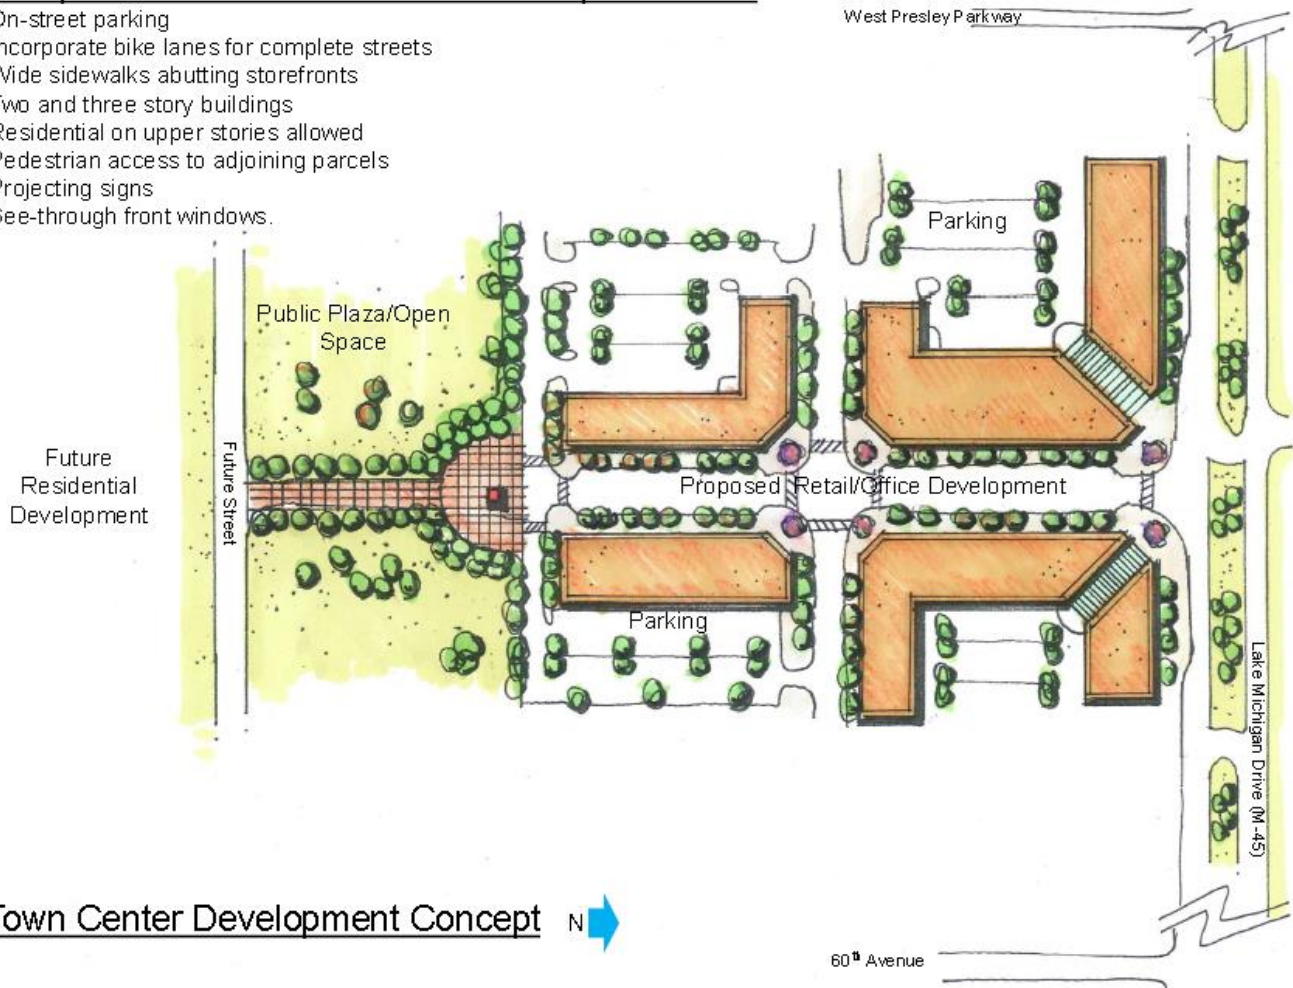 On-street parking
Incorporate bike lanes for complete streets
Wide sidewalks abutting storefronts
Two and three story buildings
Residential on upper stories allowed
Pedestrian access to adjoining parcels
Projecting signs
See-through front windows.
West Presley Parkway
Parking
Public Plaza/Open
Space
Future
Residential
Development
Future Street
Proposed Retail/Office Development
Parking
Lake Michigan Drive (M-45)
Town Center Development Concept
N
60th Avenue